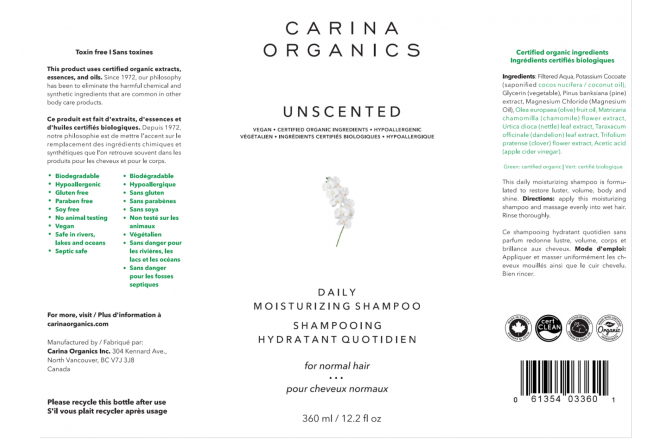 Toxin free I Sans toxines
This product uses certified organic extracts,
essences, and oils. Since 1972, our philosophy
has been to eliminate the harmful chemical and
synthetic ingredients that are common in other
body care products.
Ce produit est fait d'extraits, d'essences et
d'huiles certifiés biologiques. Depuis 1972,
notre philosophie est de mettre l'accent sur le
remplacement des ingrédients chimiques et
synthétiques que l'on retrouve souvent dans les
produits pour les cheveux et pour le corps.
• Biodegradable
• Hypoallergenic
• Gluten free
• Paraben free
• Soy free
• No animal testing
• Vegan
• Safe in rivers,
lakes and oceans
• Septic safe
• Biodégradable
• Hypoallergique
• Sans gluten
• Sans parabènes
• Sans soya
• Non testé sur les
animaux
• Végétalien
• Sans danger pour
les rivières, les
lacs et les océans
• Sans danger
pour les fosses
septiques
For more, visit / Plus d'information à
carinaorganics.com
Manufactured by / Fabriqué par:
Carina Organics Inc. 304 Kennard Ave.,
North Vancouver, BC V7J 3J8
Canada
Please recycle this bottle after use
S'il vous plait recycler après usage
CARINA
ORGANICS
UNSCENTED
VEGAN • CERTIFIED ORGANIC INGREDIENTS • HYPOALLERGENIC
VÉGÉTALIEN • INGRÉDIENTS CERTIFIÉS BIOLOGIQUES • HYPOALLERGIQUE
DAILY
MOISTURIZING SHAMPOO
SHAMPOOING
HYDRATANT QUOTIDIEN
for normal hair
• • •
pour cheveux normaux
360 ml / 12.2 fl oz
Certified organic ingredients
Ingrédients certifiés biologiques
Ingredients: Filtered Aqua, Potassium Cocoate
(saponified cocos nucifera / coconut oil),
Glycerin (vegetable), Pinus banksiana (pine)
extract, Magnesium Chloride (Magnesium
Oil), Olea europaea (olive) fruit oil, Matricaria
chamomilla (chamomile) flower extract,
Urtica dioca (nettle) leaf extract, Taraxacum
officinale (dandelion) leaf extract, Trifolium
pratense (clover) flower extract, Acetic acid
(apple cider vinegar).
Green: certified organic | Vert: certifié biologique
This daily moisturizing shampoo is formu-
lated to restore luster, volume, body and
shine. Directions: apply this moisturizing
shampoo and massage evenly into wet hair.
Rinse thoroughly.
Ce shampooing hydratant quotidien sans
parfum redonne lustre, volume, corps et
brillance aux cheveux. Mode d'emploi:
Appliquer et masser uniformément les ch-
eveux mouillés ainsi que le cuir chevelu.
Bien rincer.
cert
CLEAN
Organic
0 61354 03360 1